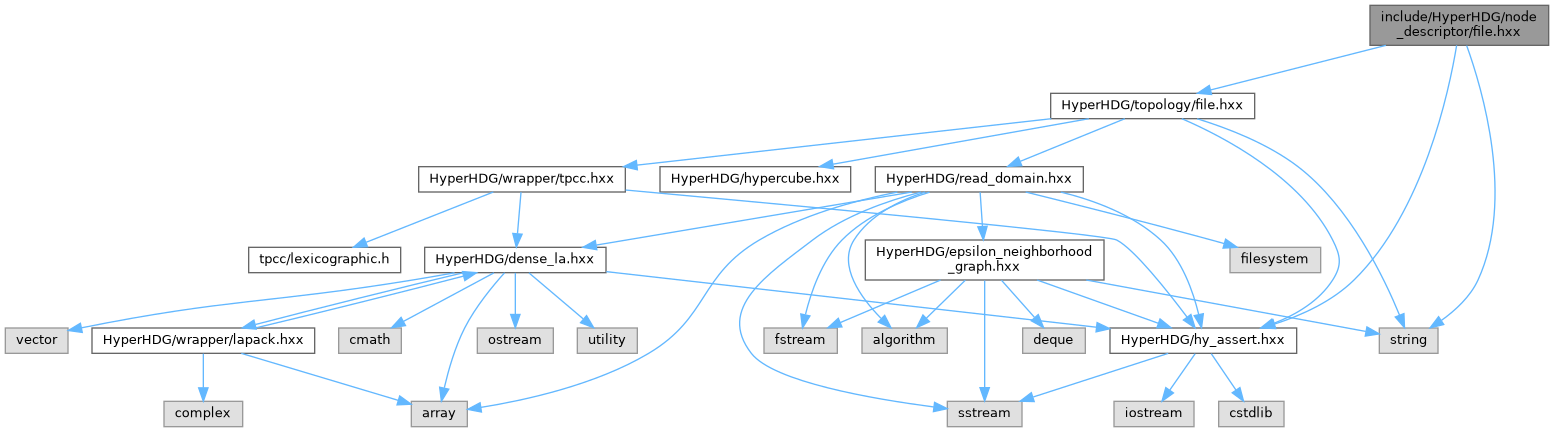 include/HyperHDG/node
_descriptor/file.hxx
HyperHDG/topology/file.hxx
HyperHDG/wrapper/tpcc.hxx
HyperHDG/hypercube.hxx
HyperHDG/read_domain.hxx
tpcc/lexicographic.h
HyperHDG/dense_la.hxx
HyperHDG/epsilon_neighborhood
_graph.hxx
filesystem
vector
HyperHDG/wrapper/lapack.hxx
cmath
ostream
utility
fstream
algorithm
deque
HyperHDG/hy_assert.hxx
string
complex
array
sstream
iostream
cstdlib